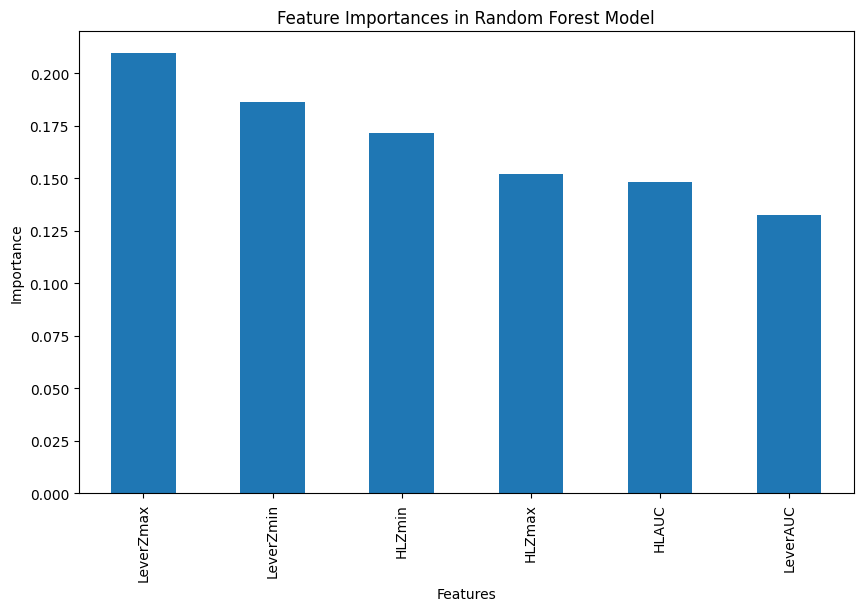 Feature Importances in Random Forest Model
Importance
0.200
0.175
0.150
0.125
0.100
0.075
0.050
0.025
0.000
LeverZmax
LeverZmin
HLZmin
HLZmax
HLAUC
LeverAUC
Features